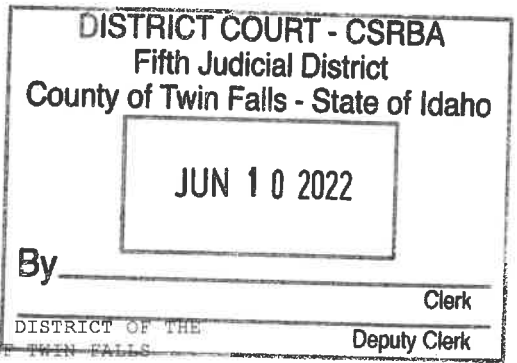 DISTRICT COURT - CSRBA
Fifth Judicial District
County of Twin Falls - State of Idaho
JUN 10 2022
By
Clerk
DISTRICT OF THE
Deputy Clerk
F TWIN FALLS